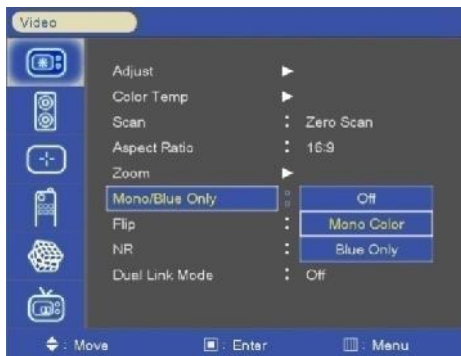 Video
Adjust
Color Temp
Scan : Zero Scan
Aspect Ratio : 16:9
Zoom
Mono/Blue Only : Off
Flip : Mono Color
NR : Blue Only
Dual Link Mode : Off
: Move : Enter : Menu